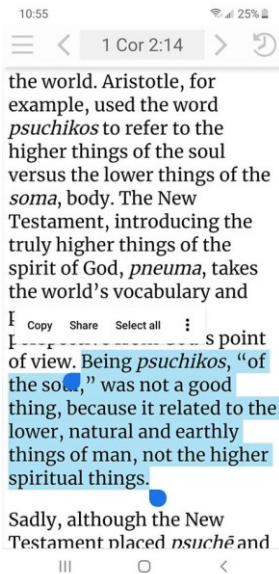 10:55 25%
1 Cor 2:14
the world. Aristotle, for
example, used the word
psuchikos to refer to the
higher things of the soul
versus the lower things of the
soma, body. The New
Testament, introducing the
truly higher things of the
spirit of God, pneuma, takes
the world's vocabulary and
Copy Share Select all
s point
of view. Being psuchikos, “of
the soul,” was not a good
thing, because it related to the
lower, natural and earthly
things of man, not the higher
spiritual things.
Sadly, although the New
Testament placed psuchē and